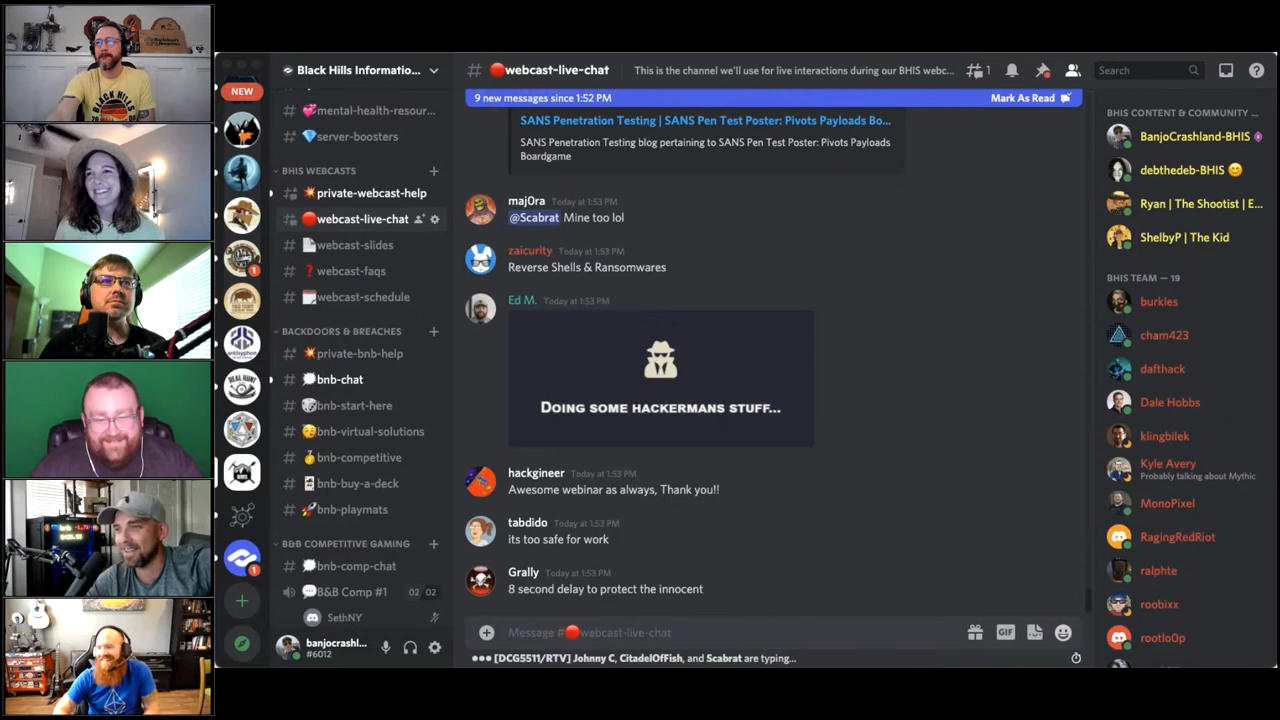 Black Hills Informatio...
NEW
💞mental-health-resour...
💎server-boosters
BHIS WEBCASTS
💥private-webcast-help
🔴webcast-live-chat
📄webcast-slides
❓webcast-faqs
🗓webcast-schedule
BACKDOORS & BREACHES
💥private-bnb-help
💭bnb-chat
🎲bnb-start-here
🥳bnb-virtual-solutions
🥇bnb-competitive
🃏bnb-buy-a-deck
🚀bnb-playmats
B&B COMPETITIVE GAMING
💭bnb-comp-chat
💬B&B Comp #1 02 / 02
SethNY
banjocrashl...
#6012
1
1
🔴webcast-live-chat
This is the channel we'll use for live interactions during our BHIS webc...
1
Search
9 new messages since 1:52 PM
Mark As Read
SANS Penetration Testing | SANS Pen Test Poster: Pivots Payloads Bo...
SANS Penetration Testing blog pertaining to SANS Pen Test Poster: Pivots Payloads
Boardgame
maj0ra Today at 1:53 PM
@Scabrat Mine too lol
zaicurity Today at 1:53 PM
Reverse Shells & Ransomwares
Ed M. Today at 1:53 PM
DOING SOME HACKERMANS STUFF...
hackgineer Today at 1:53 PM
Awesome webinar as always, Thank you!!
tabdido Today at 1:53 PM
its too safe for work
Grally Today at 1:53 PM
8 second delay to protect the innocent
Message #🔴webcast-live-chat
GIF
[DCG5511/RTV] Johnny C, CitadelOfFish, and Scabrat are typing...
BHIS CONTENT & COMMUNITY ...
BanjoCrashland-BHIS
debthedeb-BHIS 😊
Ryan | The Shootist | E...
ShelbyP | The Kid
BHIS TEAM — 19
burkles
cham423
dafthack
Dale Hobbs
klingbilek
Kyle Avery
Probably talking about Mythic
MonoPixel
RagingRedRiot
ralphte
roobixx
rootlo0p
BLACK HILLS
bnb